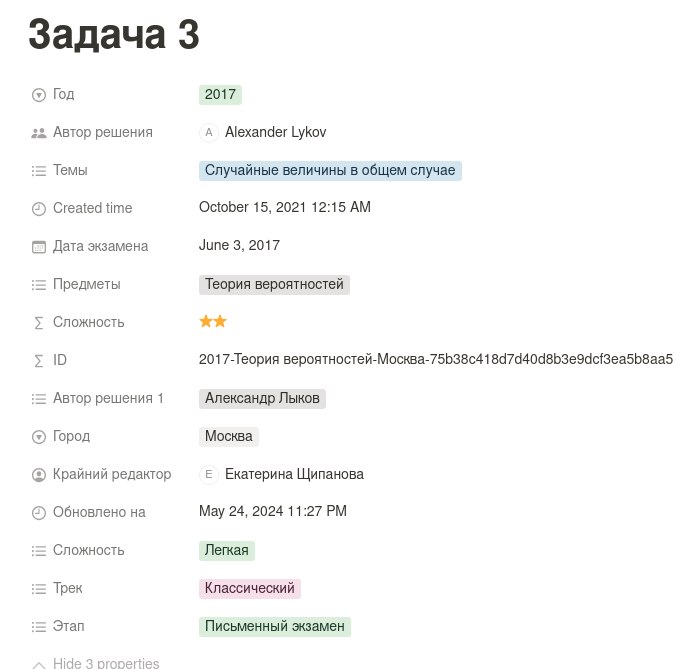 Задача 3
Год 2017
Автор решения A Alexander Lykov
Темы Случайные величины в общем случае
Created time October 15, 2021 12:15 AM
Дата экзамена June 3, 2017
Предметы Теория вероятностей
Сложность
ID 2017-Теория вероятностей-Москва-75b38c418d7d40d8b3e9dcf3ea5b8aa5
Автор решения 1 Александр Лыков
Город Москва
Крайний редактор E Екатерина Щипанова
Обновлено на May 24, 2024 11:27 PM
Сложность Легкая
Трек Классический
Этап Письменный экзамен
Hide 3 properties